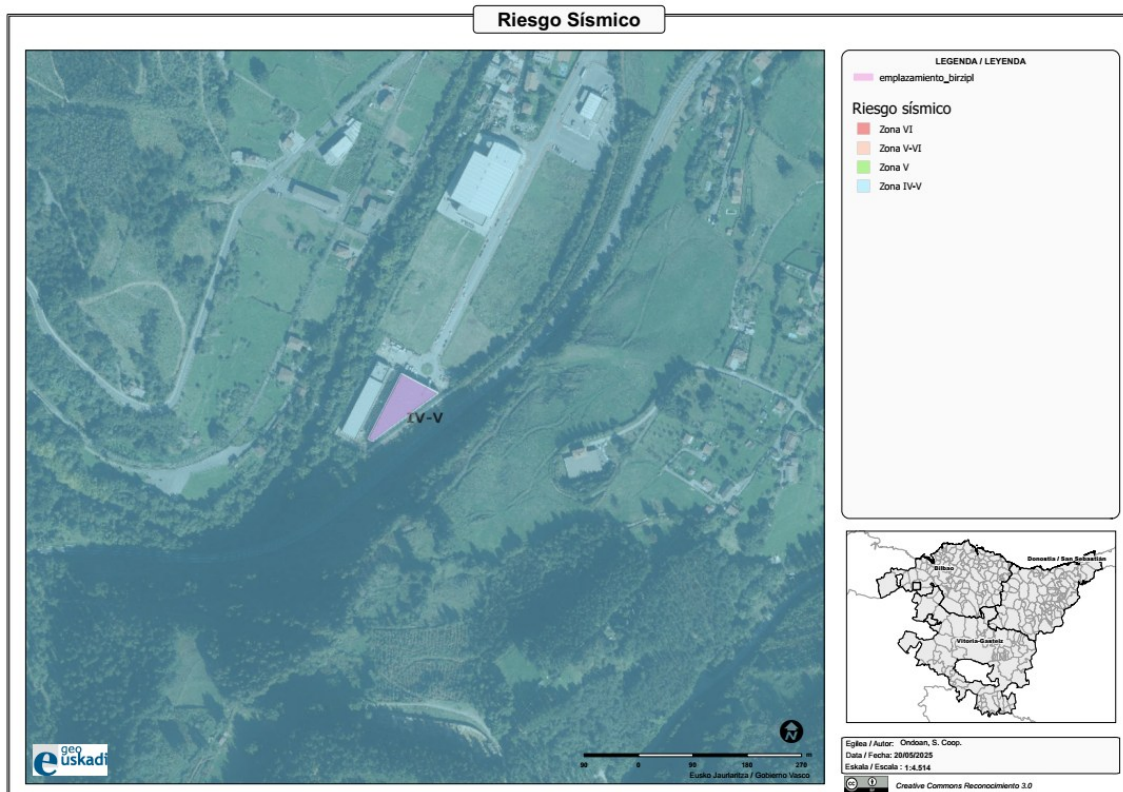 Riesgo Sísmico
LEGENDA / LEYENDA
emplazamiento_birzipl
Riesgo sísmico
Zona VI
Zona V-VI
Zona V
Zona IV-V
IV-V
Bilbao
Donostia / San Sebastián
Vitoria-Gasteiz
N
90 0 90 180 270 m
Eusko Jaurlaritza / Gobierno Vasco
geo
euskadi
Egilea / Autor: Ondoan, S. Coop.
Data / Fecha: 20/05/2025
Eskala / Escala : 1:4.514
cc BY
Creative Commons Reconocimiento 3.0